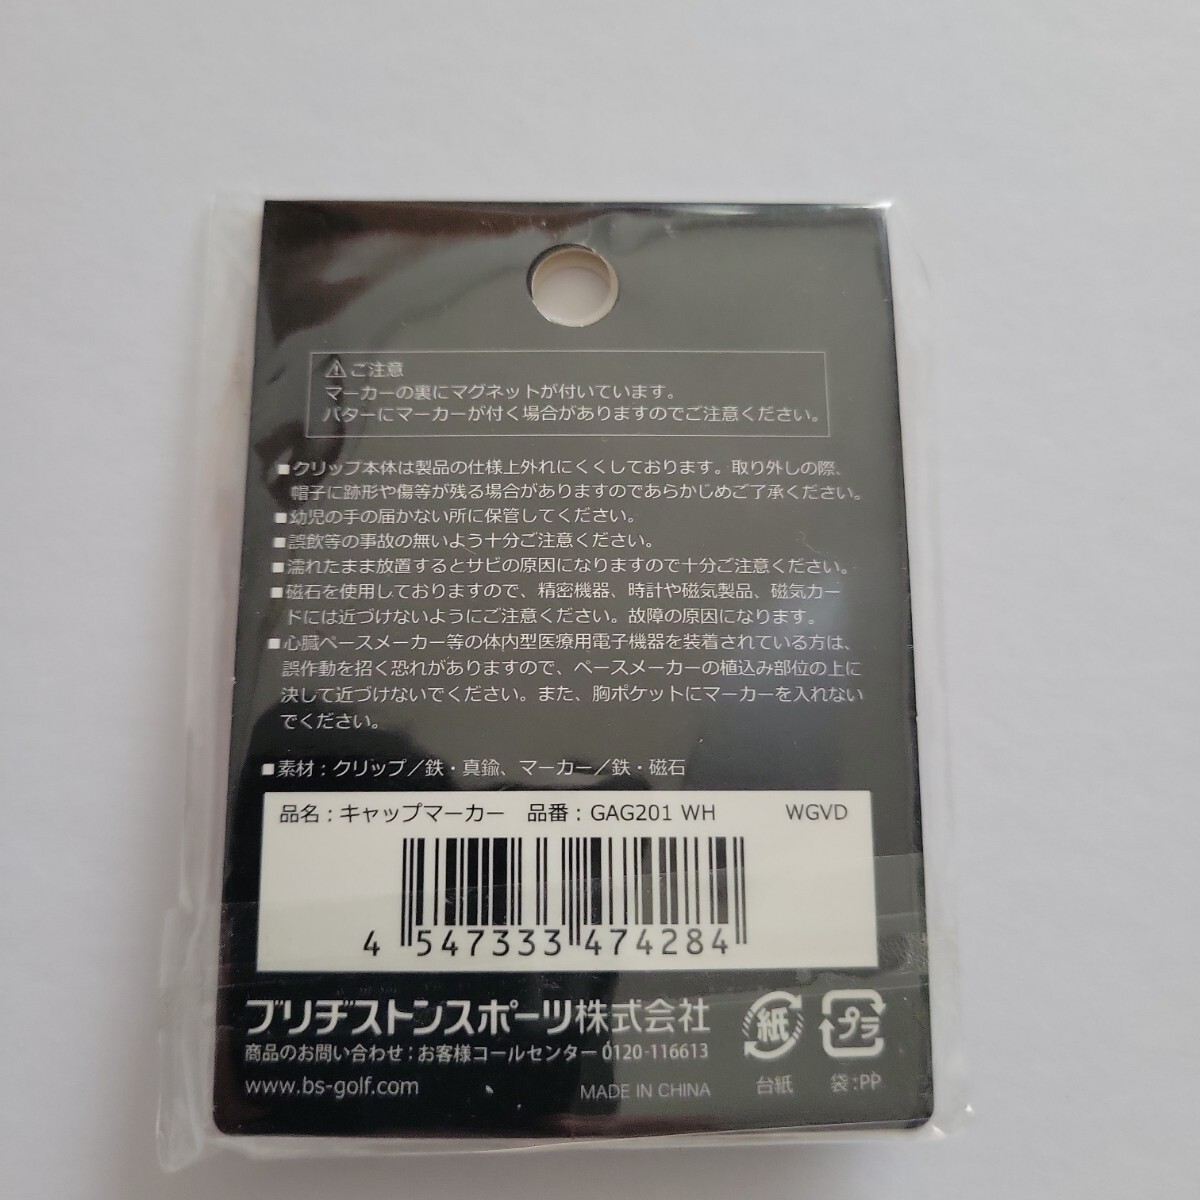 ⚠ご注意
マーカーの裏にマグネットが付いています。
パターにマーカーが付く場合がありますのでご注意ください。
■クリップ本体は製品の仕様上外れにくくしております。取り外しの際、
帽子に跡形や傷等が残る場合がありますのであらかじめご了承ください。
■幼児の手の届かない所に保管してください。
■誤飲等の事故の無いよう十分ご注意ください。
■濡れたまま放置するとサビの原因になりますので十分ご注意ください。
■磁石を使用しておりますので、精密機器、時計や磁気製品、磁気カー
ドには近づけないようにご注意ください。故障の原因になります。
■心臓ペースメーカー等の体内型医療用電子機器を装着されている方は、
誤作動を招く恐れがありますので、ペースメーカーの植込み部位の上に
決して近づけないでください。また、胸ポケットにマーカーを入れない
でください。
■素材：クリップ／鉄・真鍮、マーカー／鉄・磁石
品名：キャップマーカー 品番：GAG201 WH WGVD
4 547333 474284
ブリヂストンスポーツ株式会社
商品のお問い合わせ：お客様コールセンター 0120-116613
www.bs-golf.com
MADE IN CHINA
紙
台紙
プラ
袋：PP